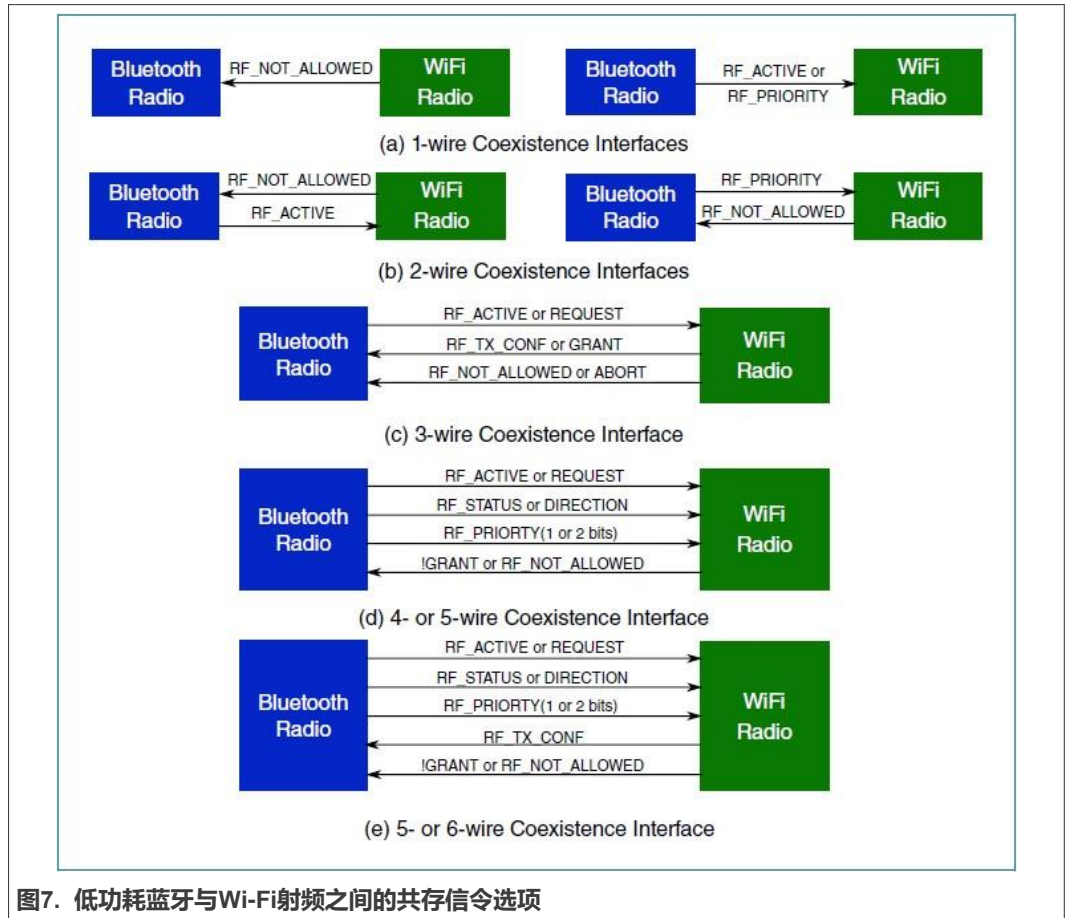 Bluetooth
Radio
RF_NOT_ALLOWED
WiFi
Radio
Bluetooth
Radio
RF_ACTIVE or
RF_PRIORITY
WiFi
Radio
(a) 1-wire Coexistence Interfaces
Bluetooth
Radio
RF_NOT_ALLOWED
RF_ACTIVE
WiFi
Radio
Bluetooth
Radio
RF_PRIORITY
RF_NOT_ALLOWED
WiFi
Radio
(b) 2-wire Coexistence Interfaces
Bluetooth
Radio
RF_ACTIVE or REQUEST
RF_TX_CONF or GRANT
RF_NOT_ALLOWED or ABORT
WiFi
Radio
(c) 3-wire Coexistence Interface
Bluetooth
Radio
RF_ACTIVE or REQUEST
RF_STATUS or DIRECTION
RF_PRIORTY(1 or 2 bits)
!GRANT or RF_NOT_ALLOWED
WiFi
Radio
(d) 4- or 5-wire Coexistence Interface
Bluetooth
Radio
RF_ACTIVE or REQUEST
RF_STATUS or DIRECTION
RF_PRIORTY(1 or 2 bits)
RF_TX_CONF
!GRANT or RF_NOT_ALLOWED
WiFi
Radio
(e) 5- or 6-wire Coexistence Interface
图7. 低功耗蓝牙与Wi-Fi射频之间的共存信令选项